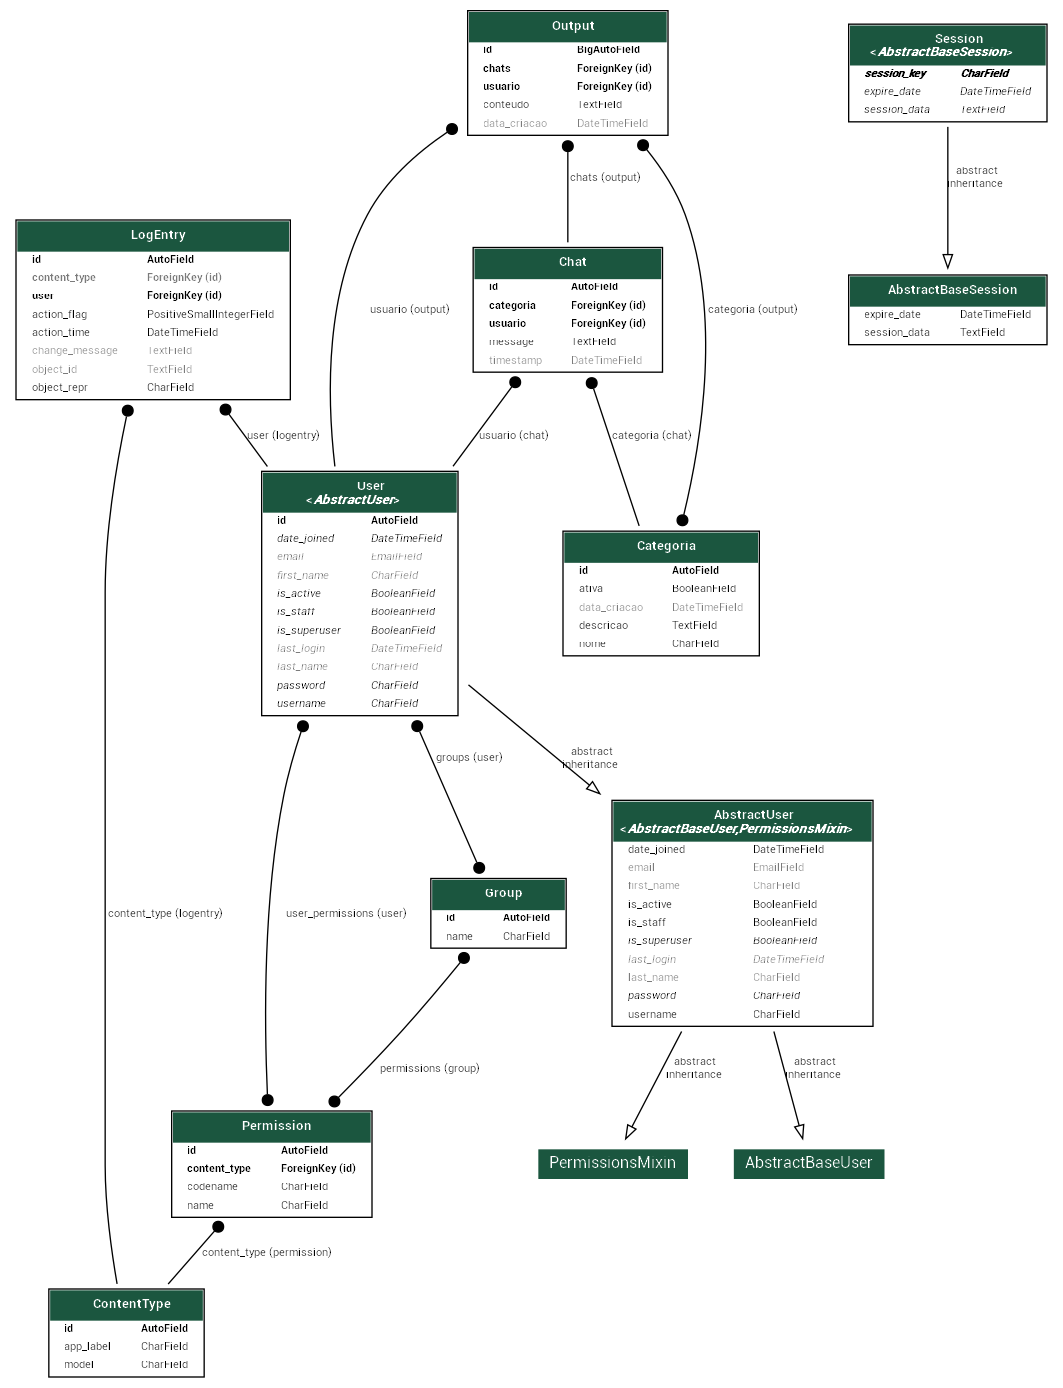 Output
id BigAutoField
chats ForeignKey (id)
usuario ForeignKey (id)
conteudo TextField
data_criacao DateTimeField
Session
<AbstractBaseSession>
session_key CharField
expire_date DateTimeField
session_data TextField
chats (output)
abstract
inheritance
LogEntry
id AutoField
content_type ForeignKey (id)
user ForeignKey (id)
action_flag PositiveSmallIntegerField
action_time DateTimeField
change_message TextField
object_id TextField
object_repr CharField
Chat
id AutoField
categoria ForeignKey (id)
usuario ForeignKey (id)
message TextField
timestamp DateTimeField
AbstractBaseSession
expire_date DateTimeField
session_data TextField
usuario (output)
categoria (output)
user (logentry)
usuario (chat)
categoria (chat)
User
<AbstractUser>
id AutoField
date_joined DateTimeField
email EmailField
first_name CharField
is_active BooleanField
is_staff BooleanField
is_superuser BooleanField
last_login DateTimeField
last_name CharField
password CharField
username CharField
Categoria
id AutoField
ativa BooleanField
data_criacao DateTimeField
descricao TextField
nome CharField
groups (user)
abstract
inheritance
AbstractUser
<AbstractBaseUser,PermissionsMixin>
date_joined DateTimeField
email EmailField
first_name CharField
is_active BooleanField
is_staff BooleanField
is_superuser BooleanField
last_login DateTimeField
last_name CharField
password CharField
username CharField
Group
id AutoField
name CharField
content_type (logentry)
user_permissions (user)
permissions (group)
abstract
inheritance
abstract
inheritance
Permission
id AutoField
content_type ForeignKey (id)
codename CharField
name CharField
PermissionsMixin
AbstractBaseUser
content_type (permission)
ContentType
id AutoField
app_label CharField
model CharField